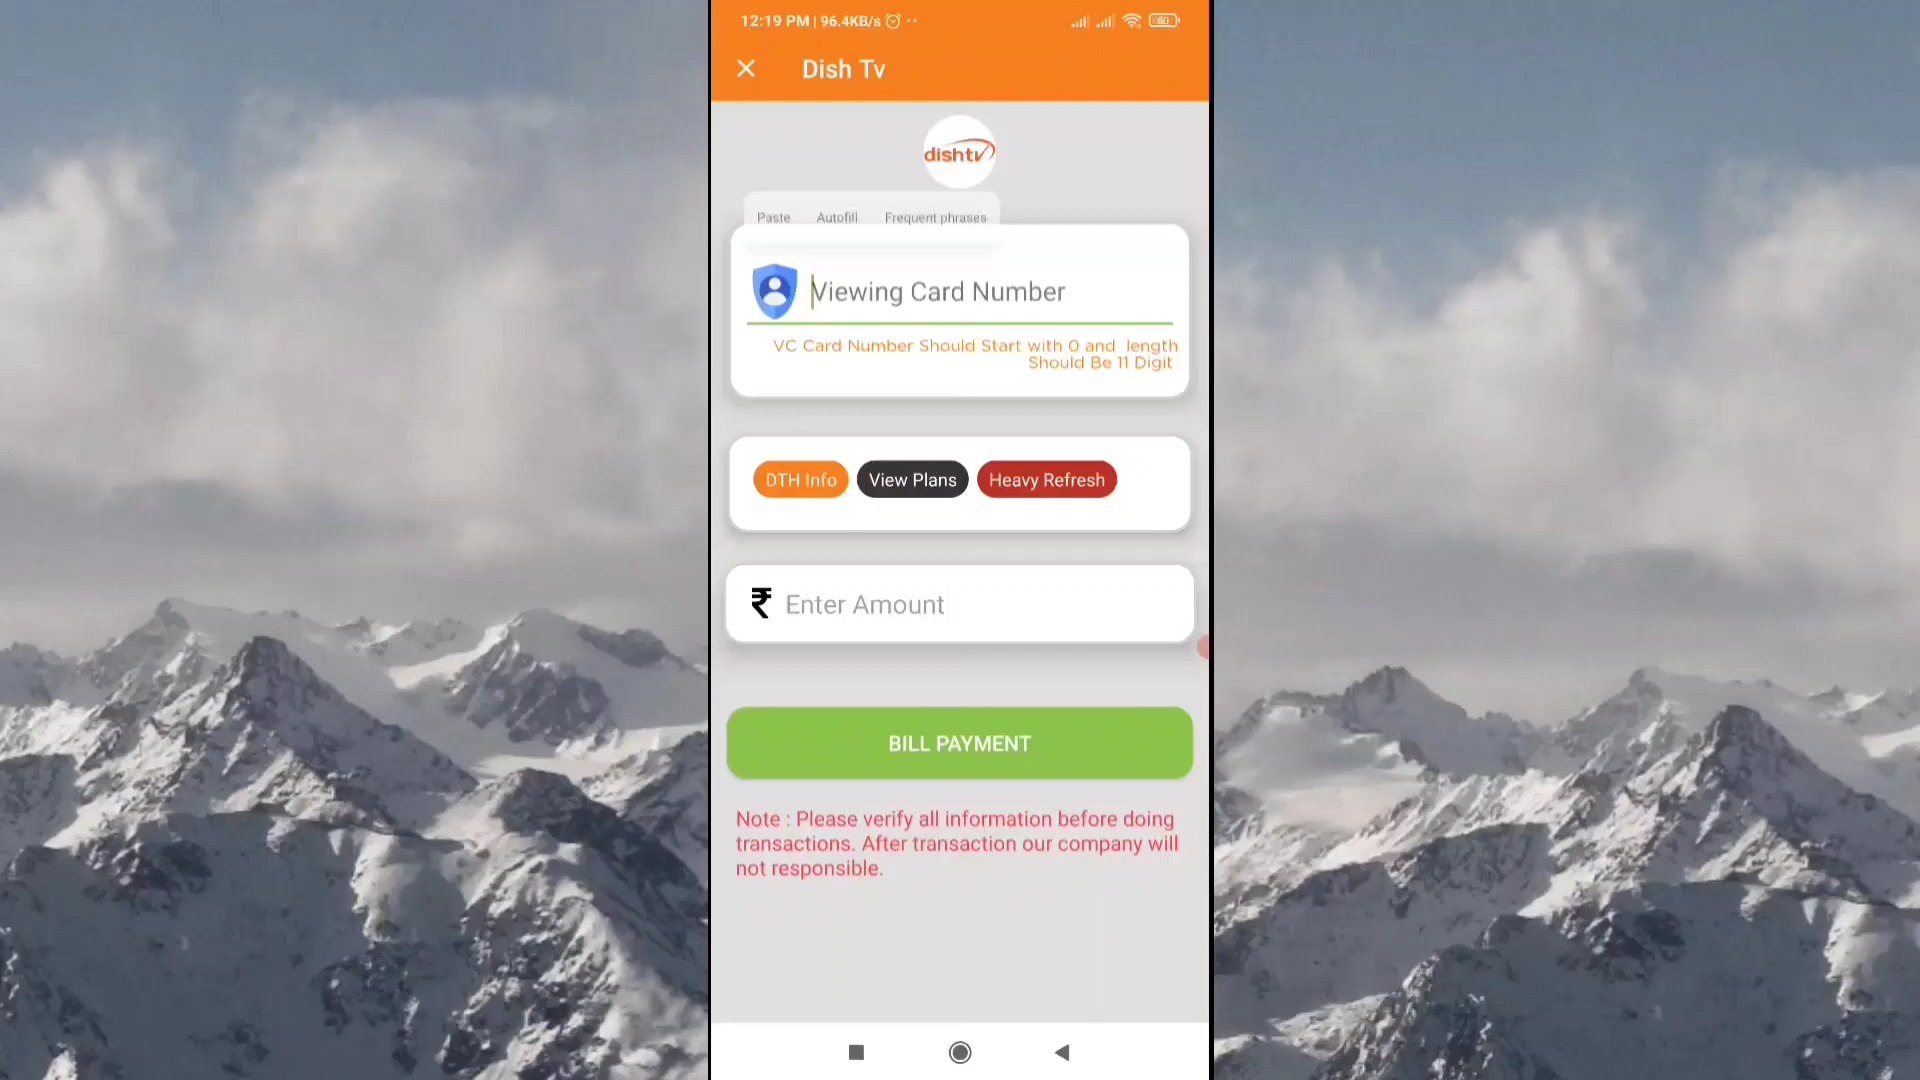 12:19 PM | 96.4KB/s
60
Dish Tv
dishtv
Paste Autofill Frequent phrases
Viewing Card Number
VC Card Number Should Start with 0 and length
Should Be 11 Digit
DTH Info View Plans Heavy Refresh
₹ Enter Amount
BILL PAYMENT
Note : Please verify all information before doing
transactions. After transaction our company will
not responsible.